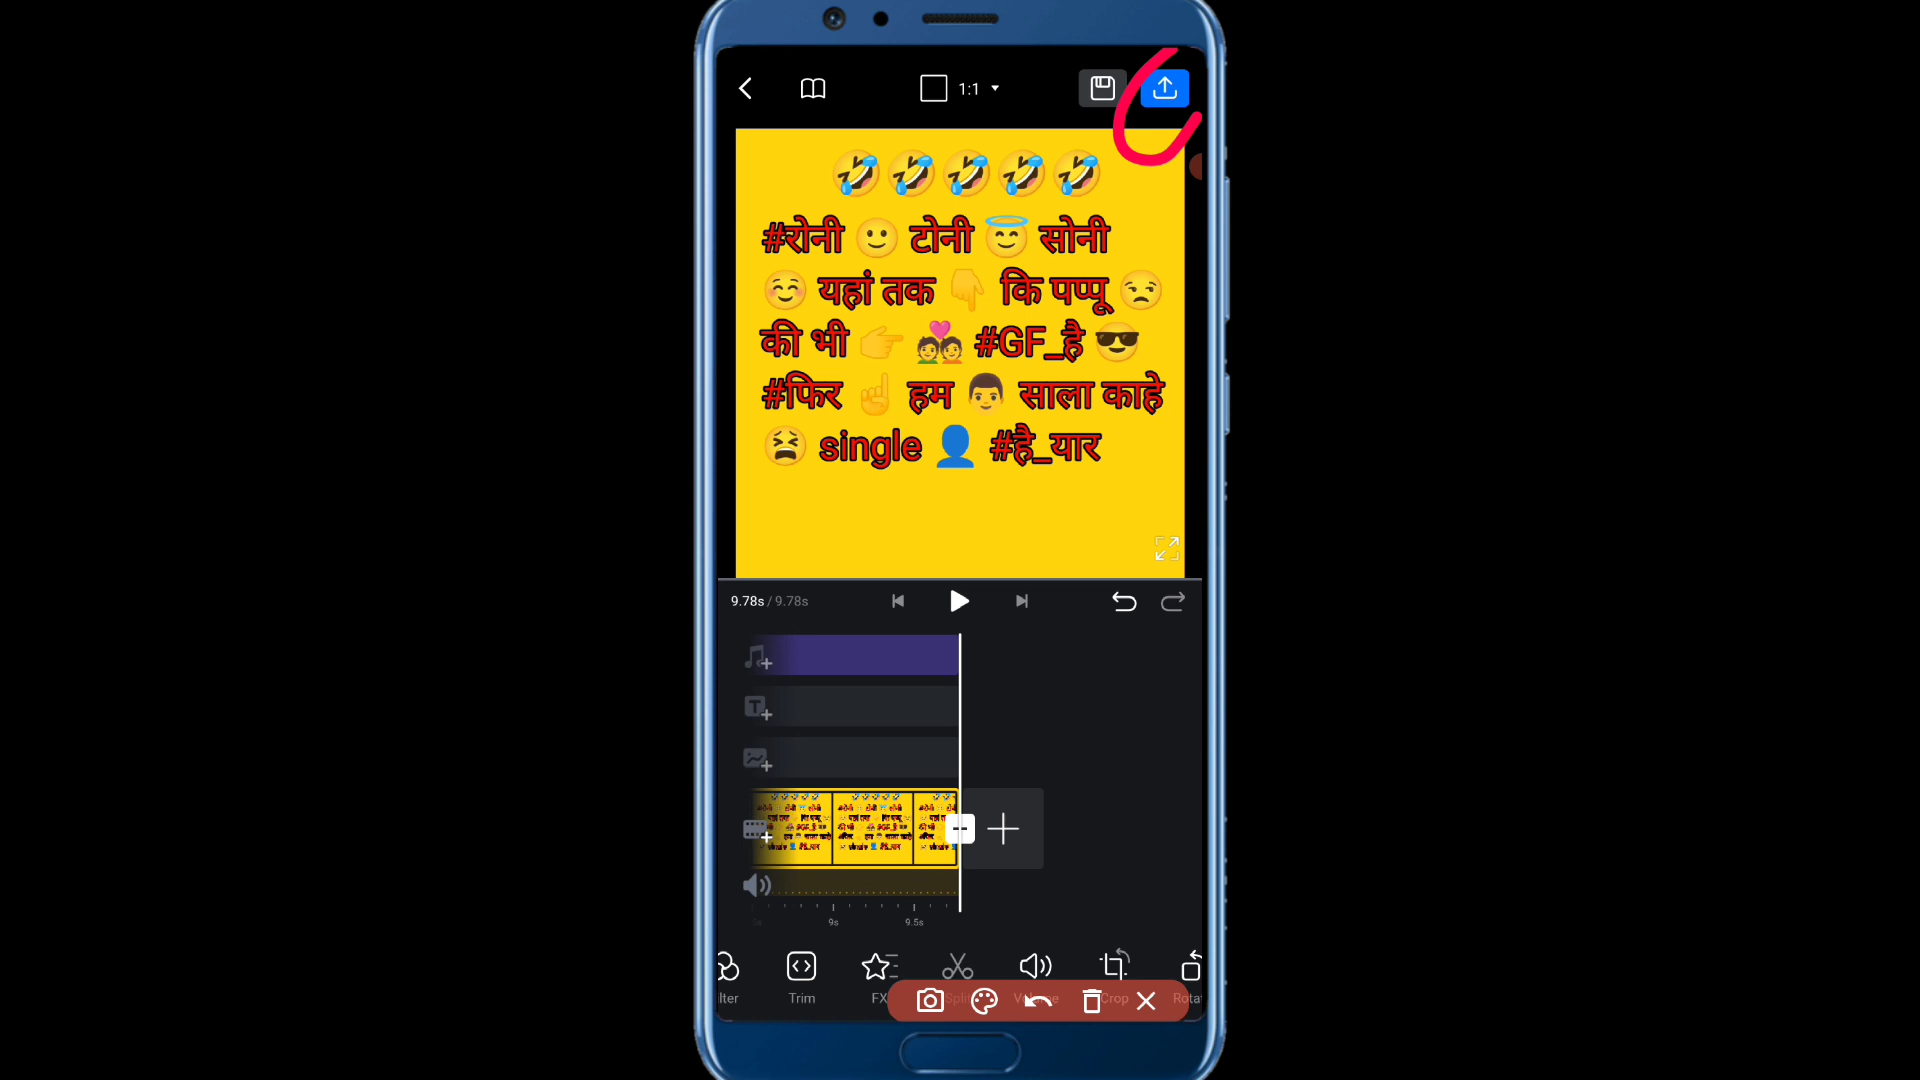 1:1
🤣🤣🤣🤣🤣
#रोनी 🙂 टोनी 😇 सोनी
☺️ यहां तक 👇 कि पप्पू 😒
की भी 👉 💑 #GF_है 😎
#फिर ☝️ हम 👨 साला काहे
😫 single 👤 #है_यार
9.78s / 9.78s
9s 9.5s
lter Trim FX Crop